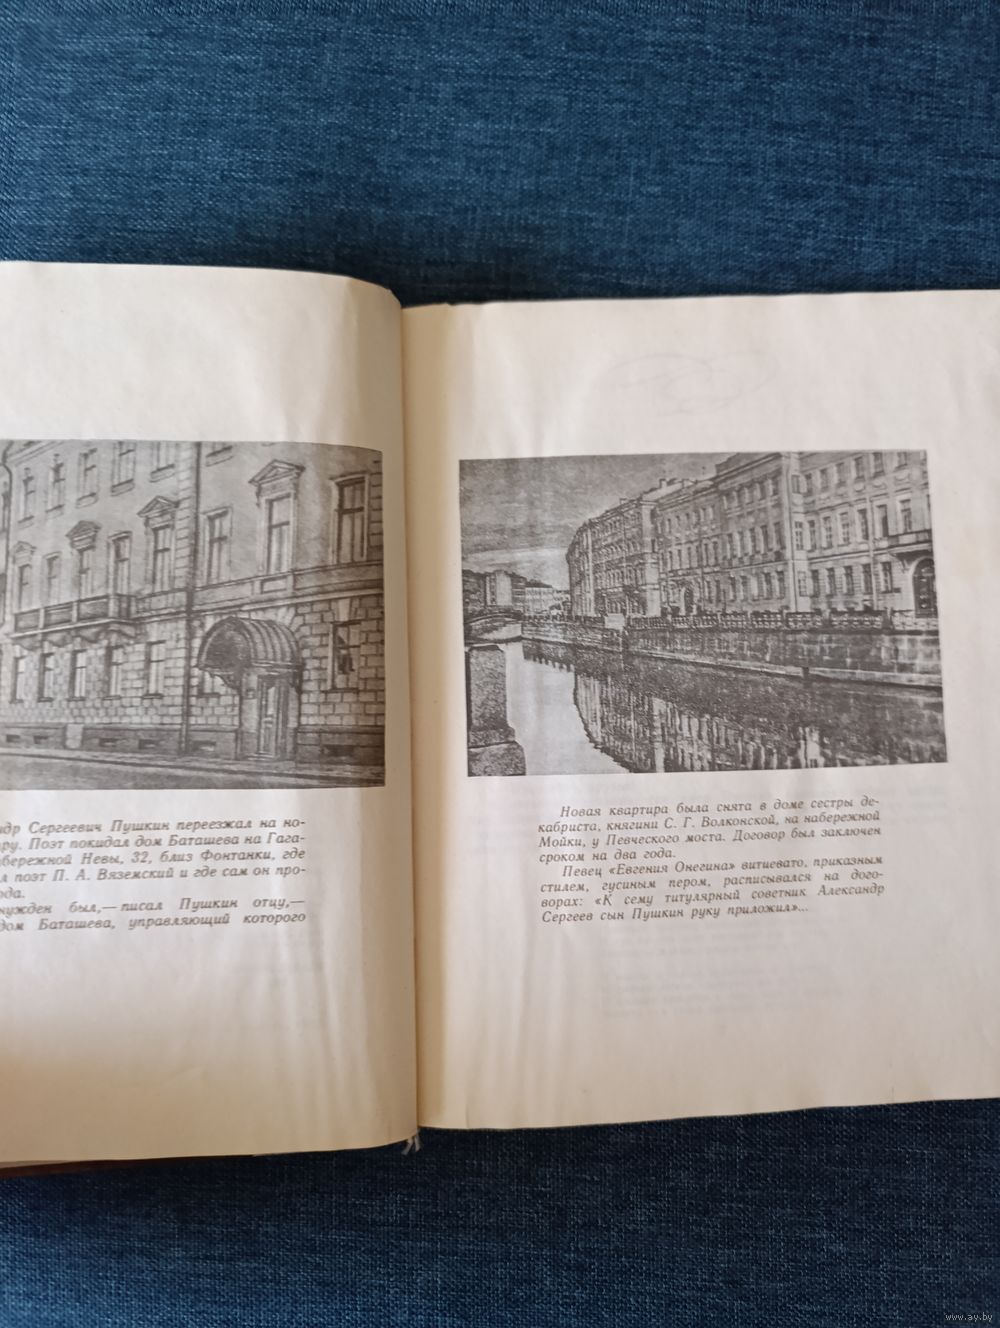 ндр Сергеевич Пушкин переезжал на но-
ру. Поэт покидал дом Баташева на Гага-
бережной Невы, 32, близ Фонтанки, где
л поэт П. А. Вяземский и где сам он про-
ода.
нужден был,— писал Пушкин отцу,—
дом Баташева, управляющий которого
Новая квартира была снята в доме сестры де-
кабриста, княгини С. Г. Волконской, на набережной
Мойки, у Певческого моста. Договор был заключен
сроком на два года.
Певец «Евгения Онегина» витиевато, приказным
стилем, гусиным пером, расписывался на дого-
ворах: «К сему титулярный советник Александр
Сергеев сын Пушкин руку приложил»...
www.ay.by